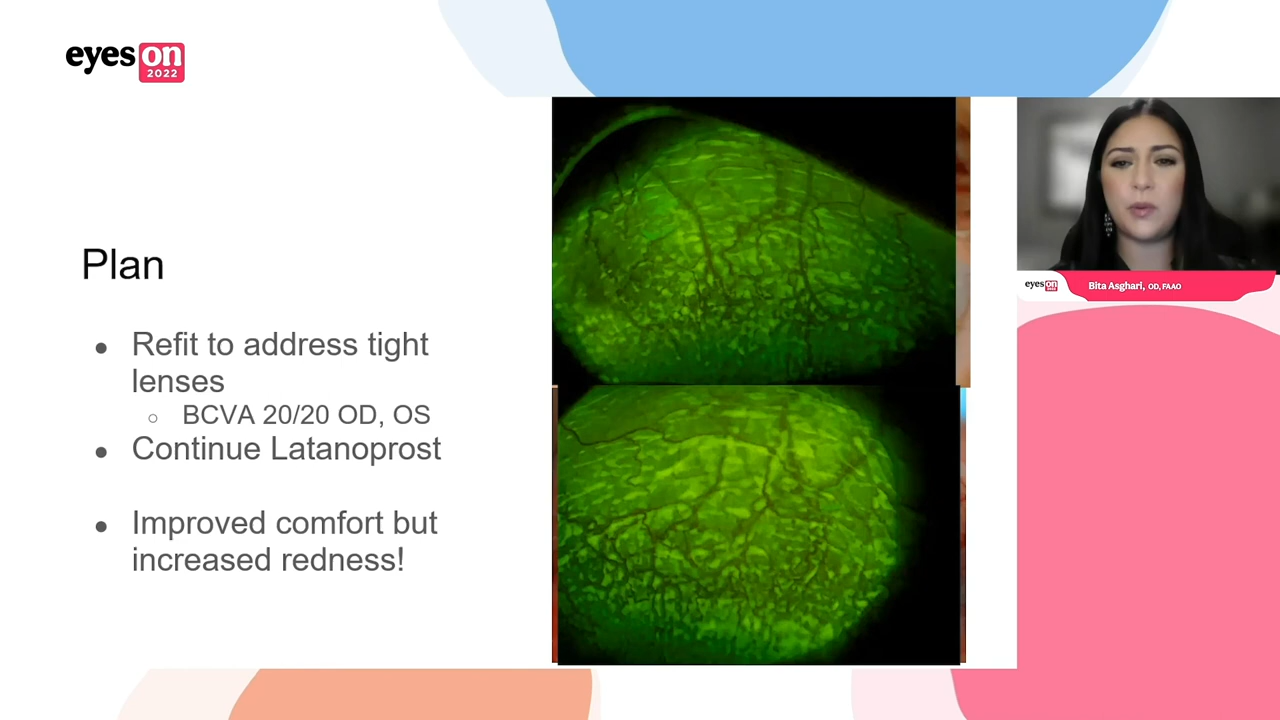 eyes on
2022
Plan
Refit to address tight
lenses
BCVA 20/20 OD, OS
Continue Latanoprost
Improved comfort but
increased redness!
eyes on
2022
Bita Asghari, OD, FAAO